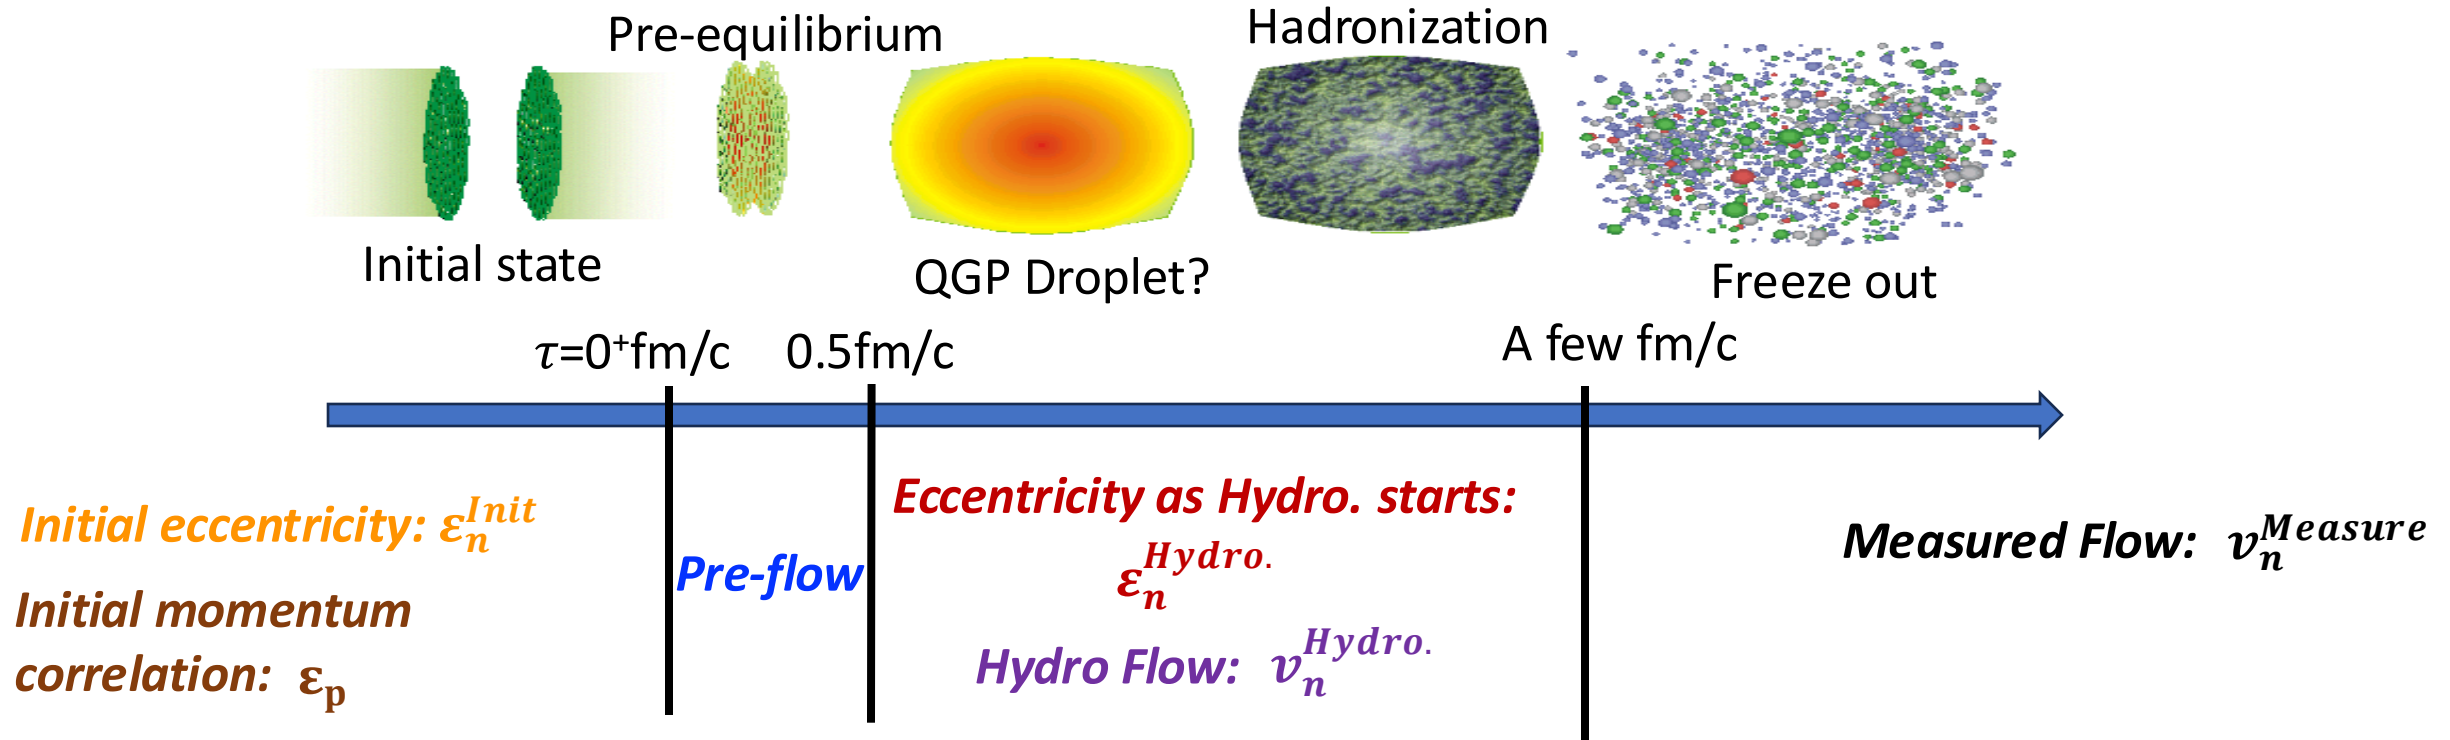 Pre-equilibrium
Hadronization
Initial state
QGP Droplet?
Freeze out
τ=0⁺fm/c
0.5fm/c
A few fm/c
Initial eccentricity: εₙᴵⁿⁱᵗ
Initial momentum
correlation: εₚ
Pre-flow
Eccentricity as Hydro. starts:
εₙᴴʸᵈʳᵒ·
Hydro Flow: vₙᴴʸᵈʳᵒ·
Measured Flow: vₙᴹᵉᵃˢᵘʳᵉ